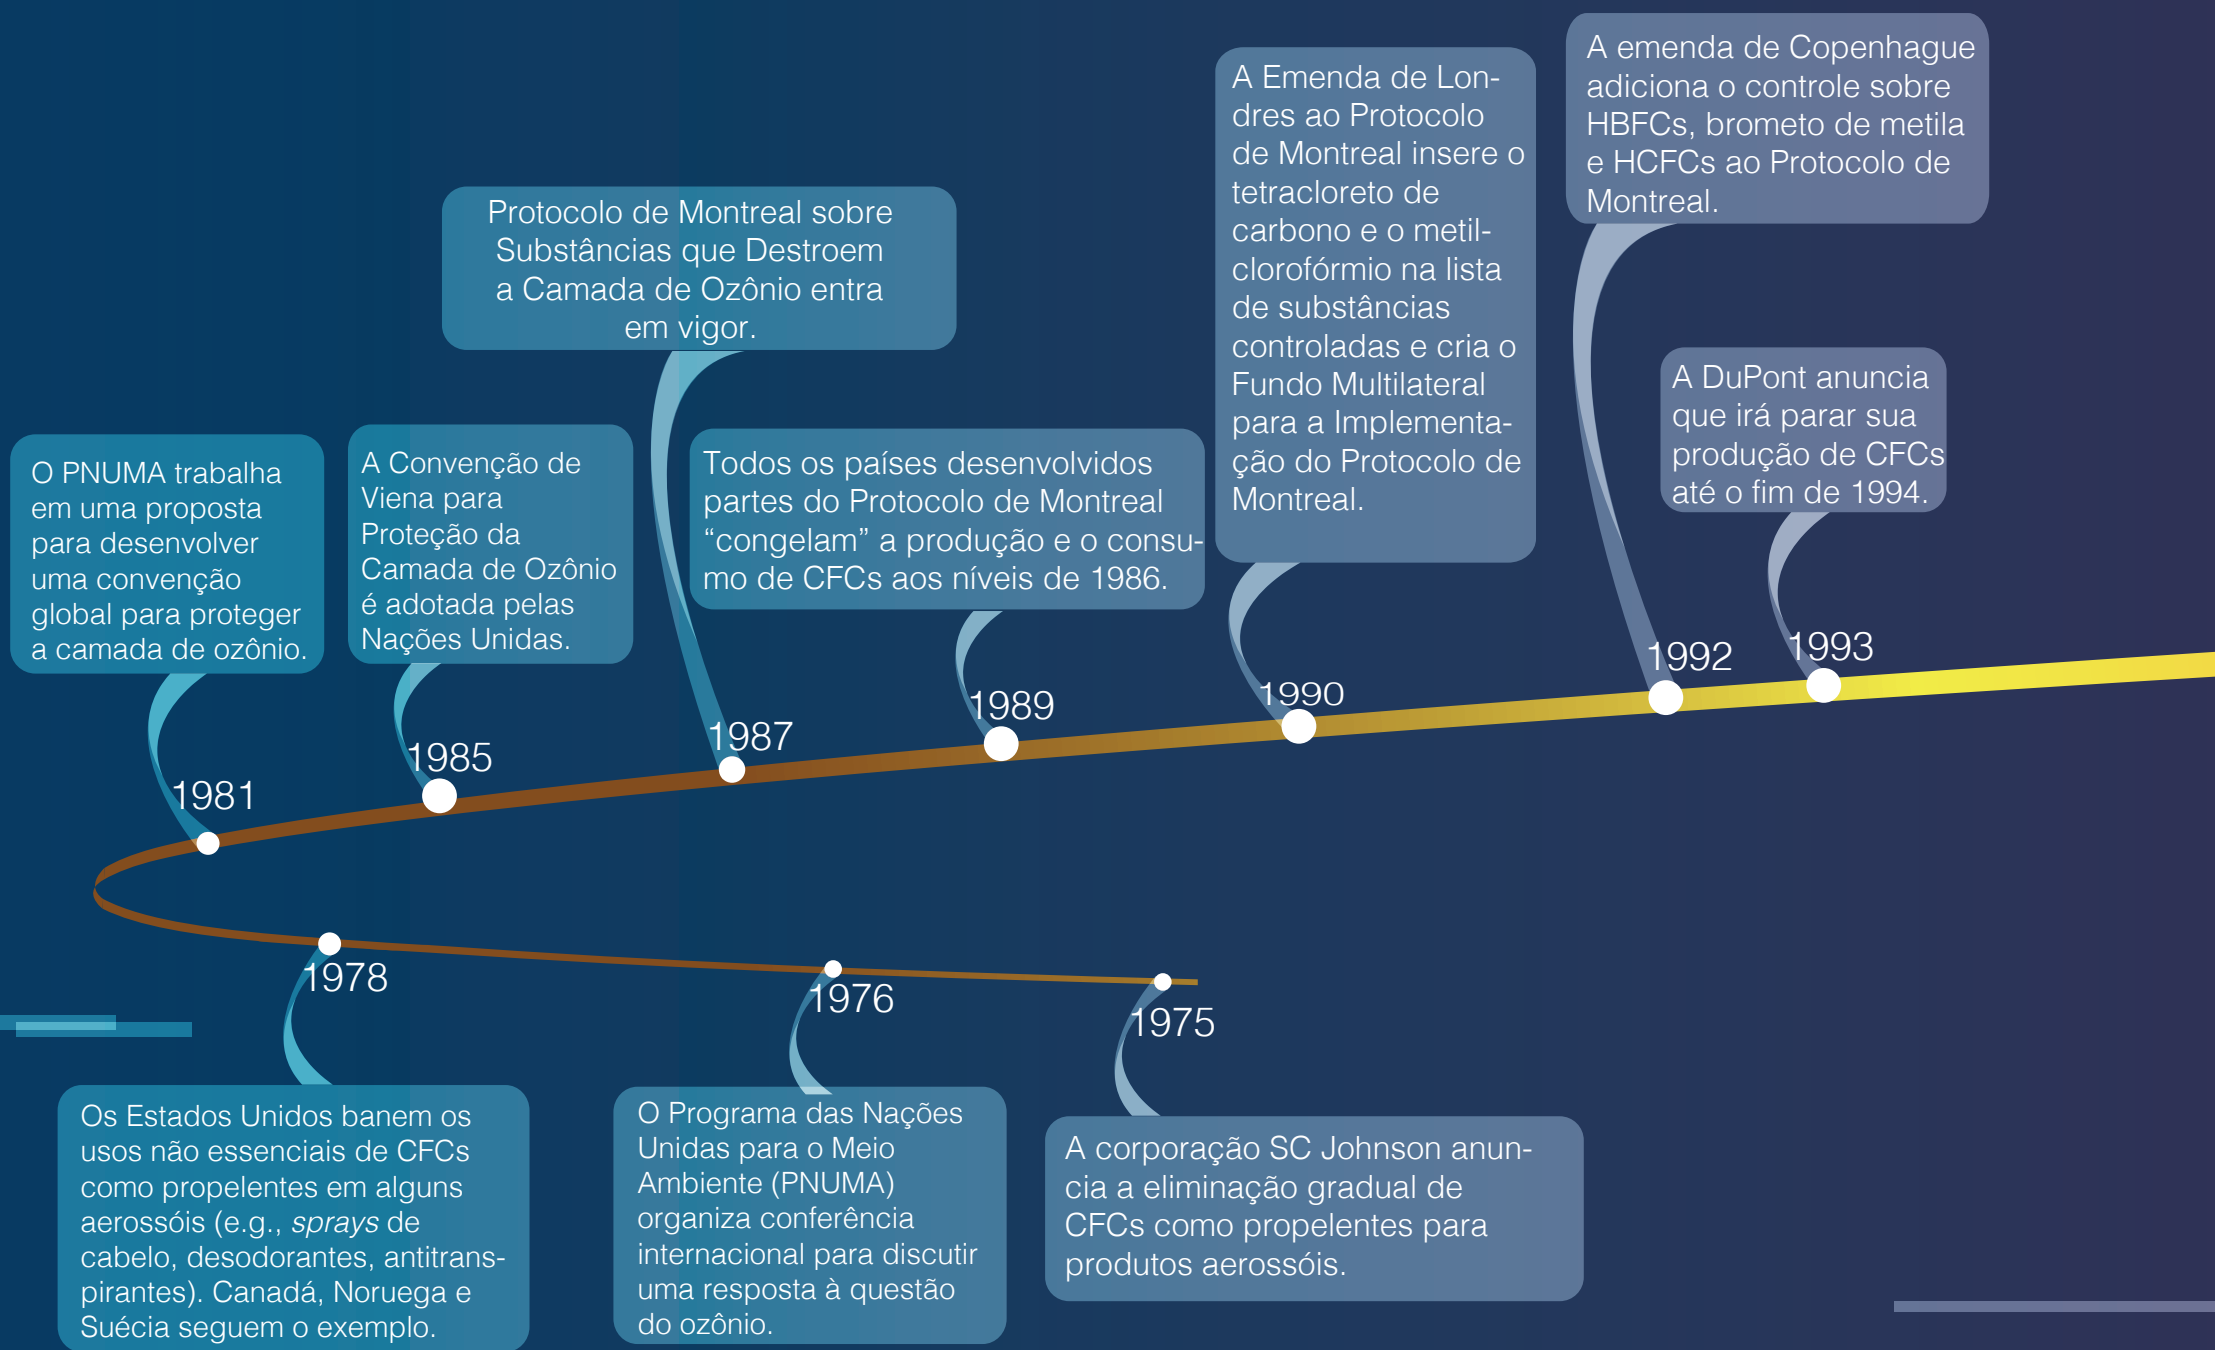 A emenda de Copenhague
adiciona o controle sobre
HBFCs, brometo de metila
e HCFCs ao Protocolo de
Montreal.
A Emenda de Lon-
dres ao Protocolo
de Montreal insere o
tetracloreto de
carbono e o metil-
clorofórmio na lista
de substâncias
controladas e cria o
Fundo Multilateral
para a Implementa-
ção do Protocolo de
Montreal.
Protocolo de Montreal sobre
Substâncias que Destroem
a Camada de Ozônio entra
em vigor.
A DuPont anuncia
que irá parar sua
produção de CFCs
até o fim de 1994.
O PNUMA trabalha
em uma proposta
para desenvolver
uma convenção
global para proteger
a camada de ozônio.
A Convenção de
Viena para
Proteção da
Camada de Ozônio
é adotada pelas
Nações Unidas.
Todos os países desenvolvidos
partes do Protocolo de Montreal
“congelam” a produção e o consu-
mo de CFCs aos níveis de 1986.
1981
1985
1987
1989
1990
1992
1993
1978
1976
1975
Os Estados Unidos banem os
usos não essenciais de CFCs
como propelentes em alguns
aerossóis (e.g., sprays de
cabelo, desodorantes, antitrans-
pirantes). Canadá, Noruega e
Suécia seguem o exemplo.
O Programa das Nações
Unidas para o Meio
Ambiente (PNUMA)
organiza conferência
internacional para discutir
uma resposta à questão
do ozônio.
A corporação SC Johnson anun-
cia a eliminação gradual de
CFCs como propelentes para
produtos aerossóis.